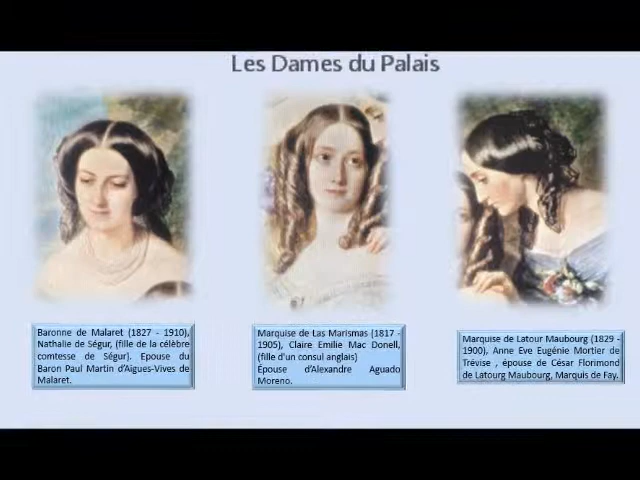 Les Dames du Palais
Baronne de Malaret (1827 - 1910),
Nathalie de Ségur, (fille de la célèbre
comtesse de Ségur). Epouse du
Baron Paul Martin d'Aigues-Vives de
Malaret.
Marquise de Las Marismas (1817 -
1905), Claire Emilie Mac Donell,
(fille d'un consul anglais)
Épouse d'Alexandre Aguado
Moreno.
Marquise de Latour Maubourg (1829 -
1900), Anne Eve Eugénie Mortier de
Trévise , épouse de César Florimond
de Latourg Maubourg, Marquis de Fay.